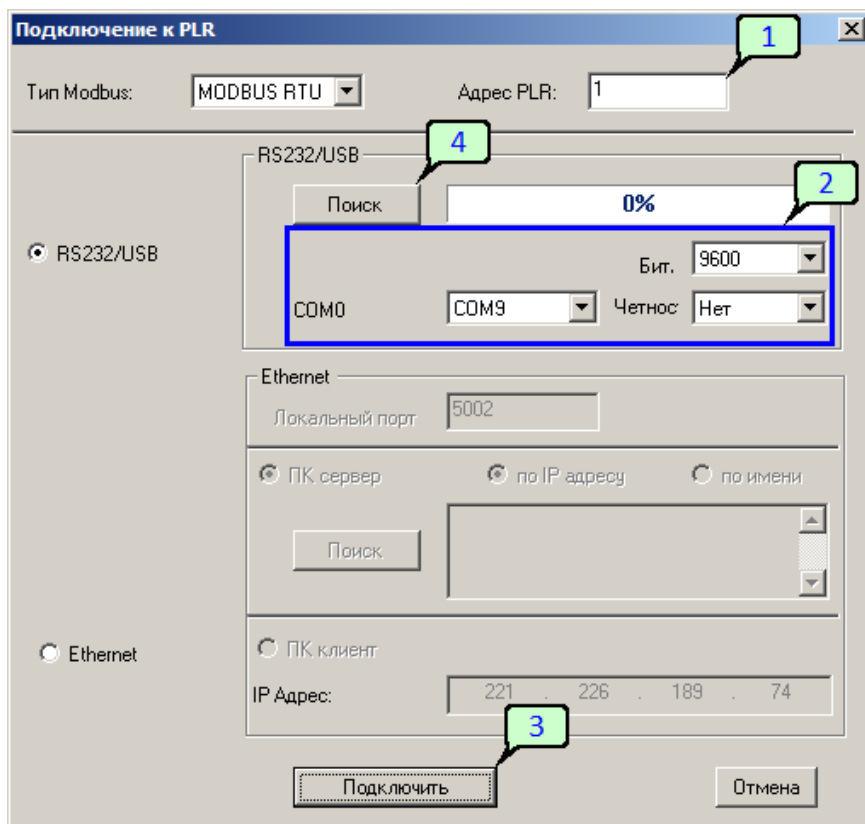 Подключение к PLR
1
Тип Modbus: MODBUS RTU Адрес PLR: 1
4
RS232/USB
2
Поиск 0%
RS232/USB
Бит. 9600
COM0 COM9 Четнос Нет
Ethernet
Локальный порт 5002
ПК сервер по IP адресу по имени
Поиск
Ethernet
ПК клиент
IP Адрес: 221 . 226 . 189 . 74
3
Подключить Отмена